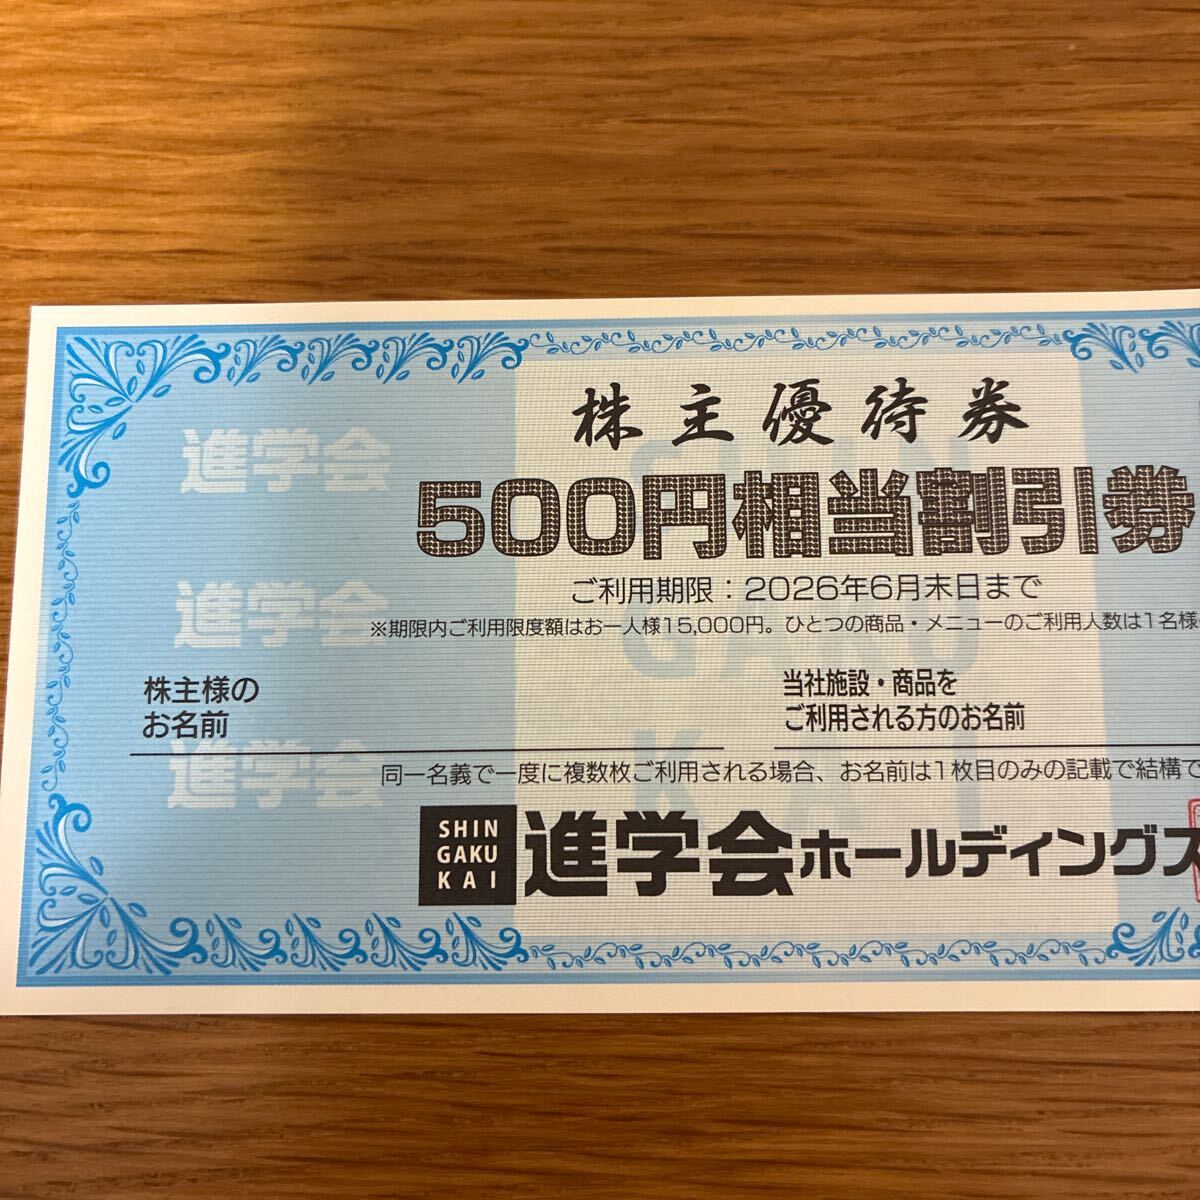 株主優待券
500円相当割引券
ご利用期限：2026年6月末日まで
※期限内ご利用限度額はお一人様15,000円。ひとつの商品・メニューのご利用人数は1名様
株主様の
お名前
当社施設・商品を
ご利用される方のお名前
同一名義で一度に複数枚ご利用される場合、お名前は1枚目のみの記載で結構で
SHIN
GAKU
KAI
進学会ホールディングス
進学会
進学会
進学会
SHIN
GAKU
KAI